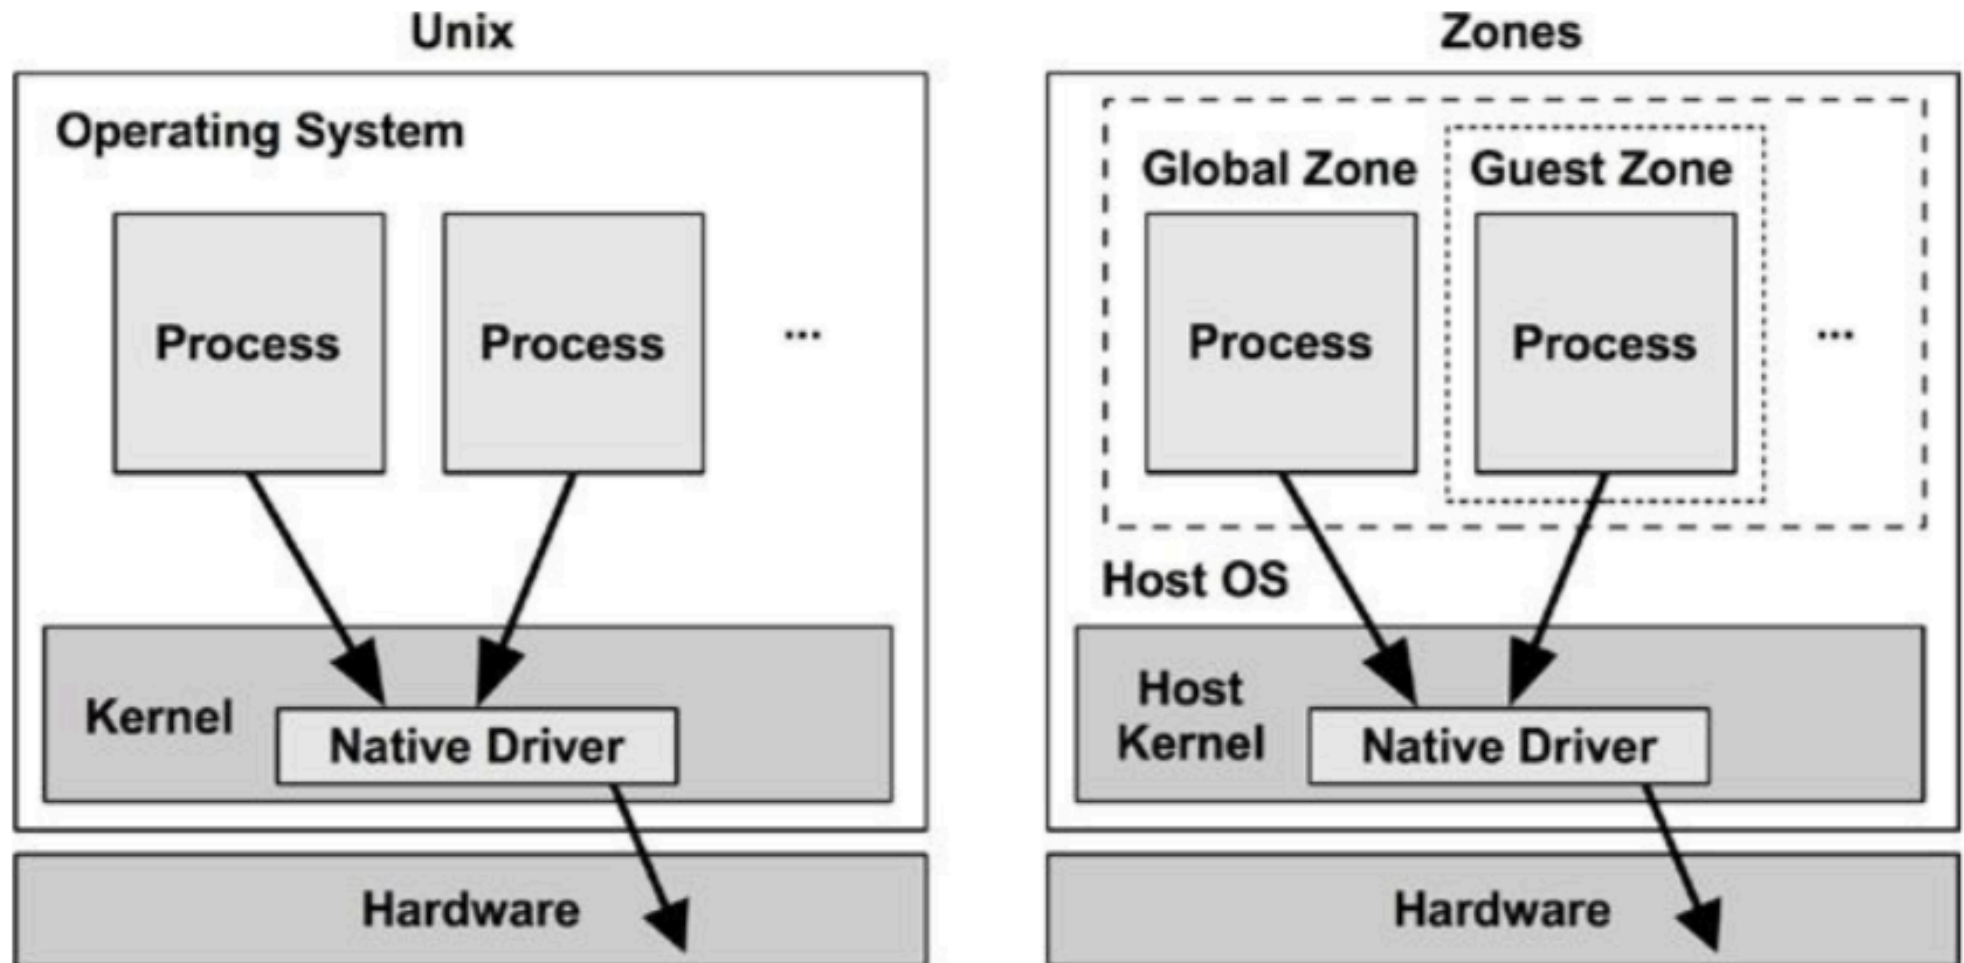 Unix
Operating System
Process
Process
...
Kernel
Native Driver
Hardware
Zones
Global Zone
Guest Zone
Process
Process
...
Host OS
Host
Kernel
Native Driver
Hardware